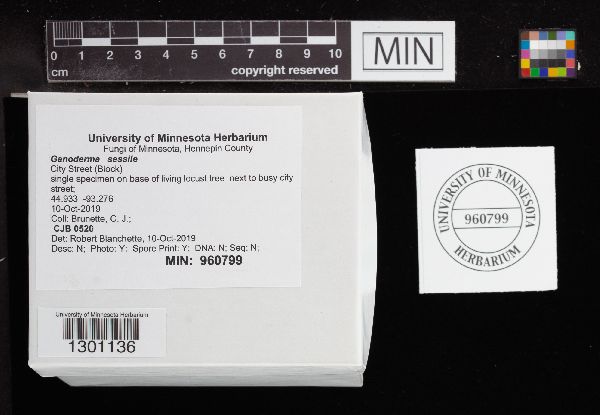 0 1 2 3 4 5 6 7 8 9 10
cm
copyright reserved
MIN
University of Minnesota Herbarium
Fungi of Minnesota, Hennepin County
Ganoderma sessile
City Street (Block)
single specimen on base of living locust tree next to busy city
street;
44.933 -93.276
10-Oct-2019
Coll: Brunette, C. J.;
CJB 0520
Det: Robert Blanchette, 10-Oct-2019
Desc: N; Photo: Y; Spore Print: Y; DNA: N; Seq: N;
MIN: 960799
University of Minnesota Herbarium
1301136
UNIVERSITY OF MINNESOTA
960799
HERBARIUM